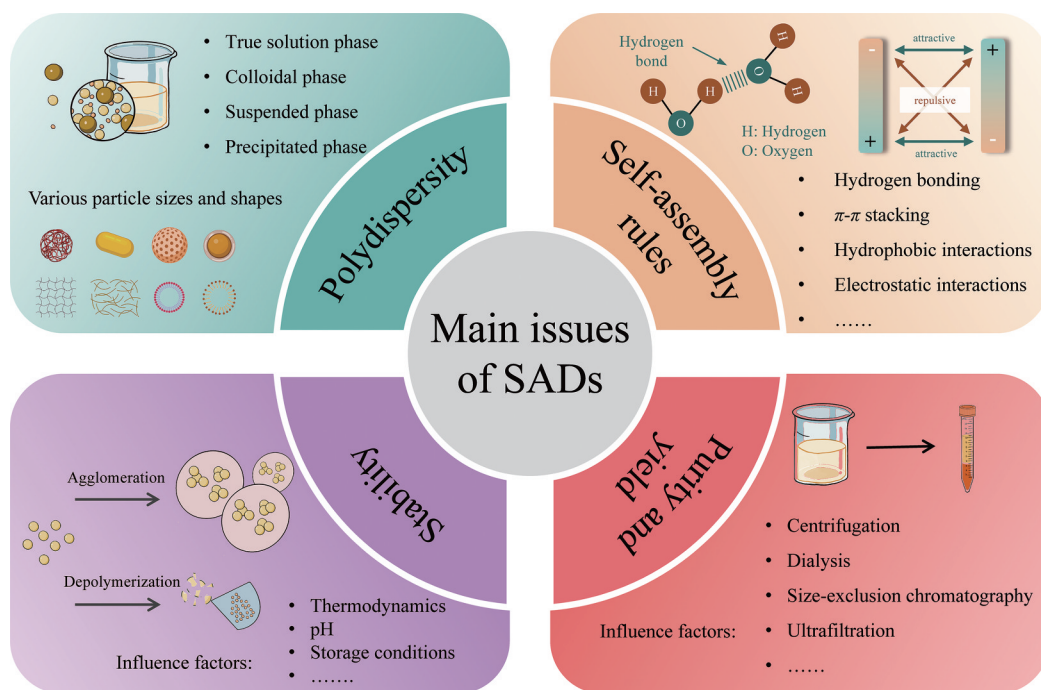 Main issues
of SADs
Polydispersity
• True solution phase
• Colloidal phase
• Suspended phase
• Precipitated phase
Various particle sizes and shapes
Self-assembly
rules
Hydrogen
bond
H
O
H
H
O
H
H: Hydrogen
O: Oxygen
- attractive +
repulsive
+ attractive -
• Hydrogen bonding
• π-π stacking
• Hydrophobic interactions
• Electrostatic interactions
• ……
Stability
Agglomeration
Depolymerization
Influence factors:
• Thermodynamics
• pH
• Storage conditions
• …….
Purity and
yield
Influence factors:
• Centrifugation
• Dialysis
• Size-exclusion chromatography
• Ultrafiltration
• ……